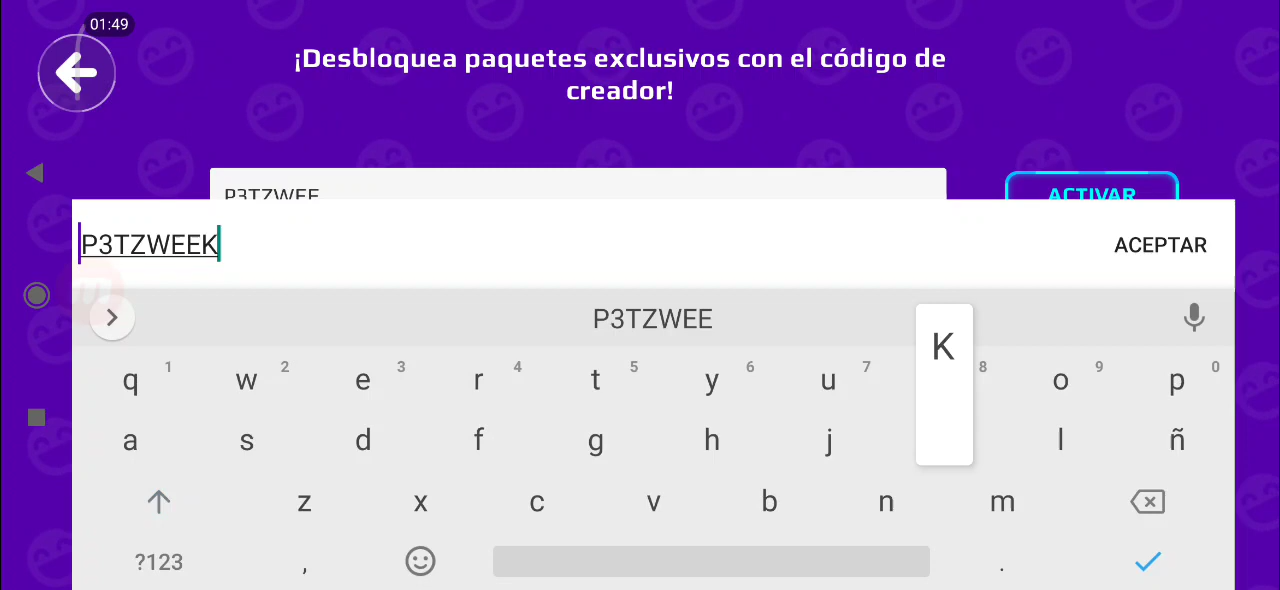 01:49
¡Desbloquea paquetes exclusivos con el código de
creador!
P3TZWEE
ACTIVAR
P3TZWEEK
ACEPTAR
P3TZWEE
K
q 1 w 2 e 3 r 4 t 5 y 6 u 7 8 o 9 p 0
a s d f g h j l ñ
z x c v b n m
?123 , .